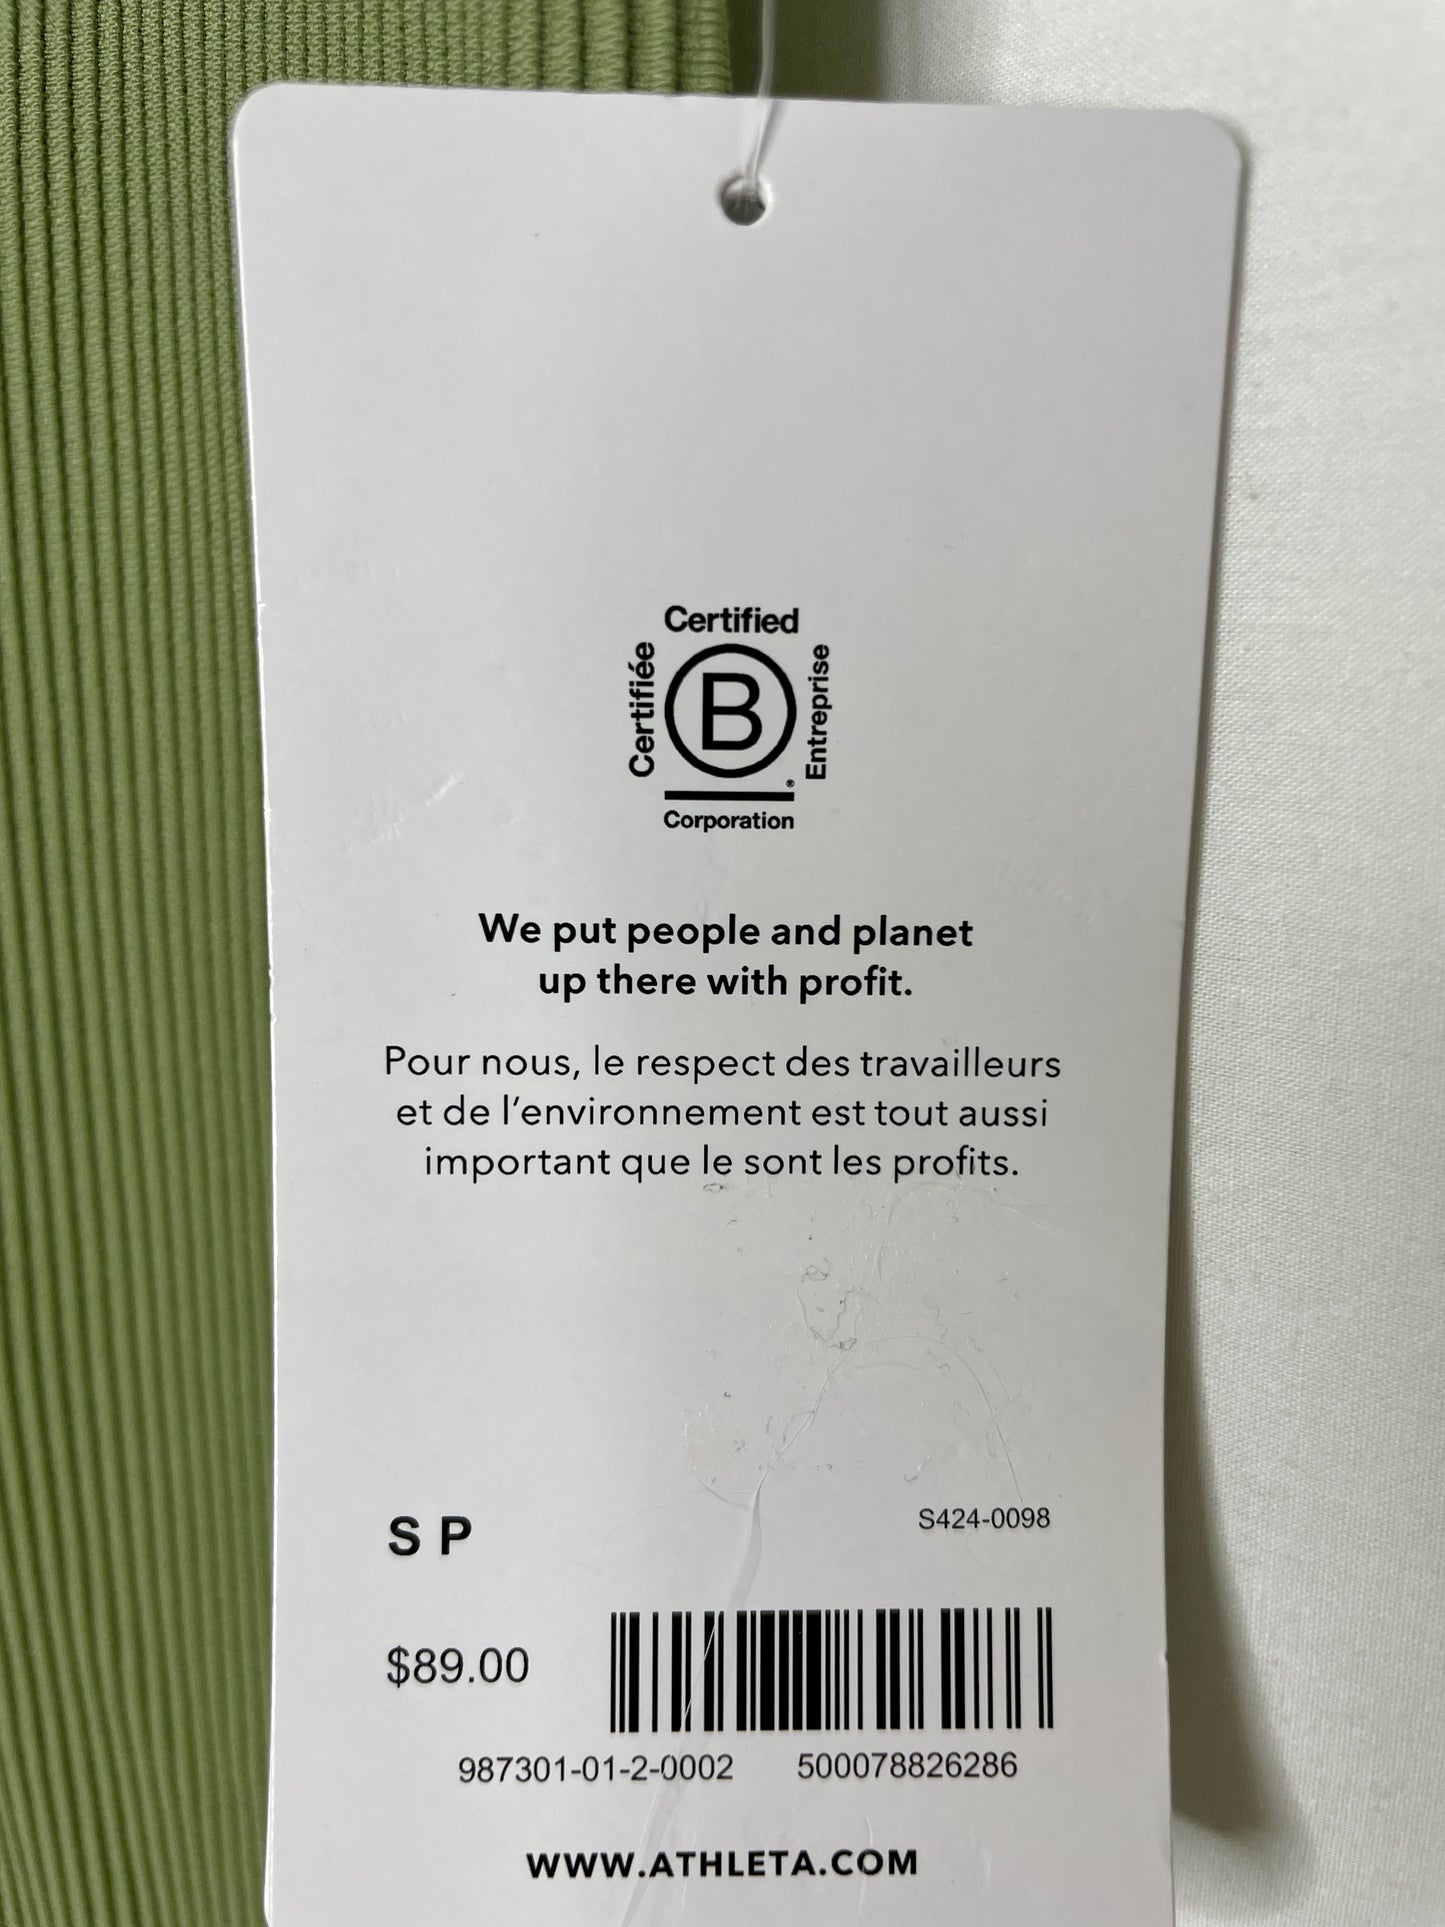 Certified
Certifiée
B
Entreprise
®
Corporation
We put people and planet
up there with profit.
Pour nous, le respect des travailleurs
et de l'environnement est tout aussi
important que le sont les profits.
S P
S424-0098
$89.00
987301-01-2-0002 500078826286
WWW.ATHLETA.COM